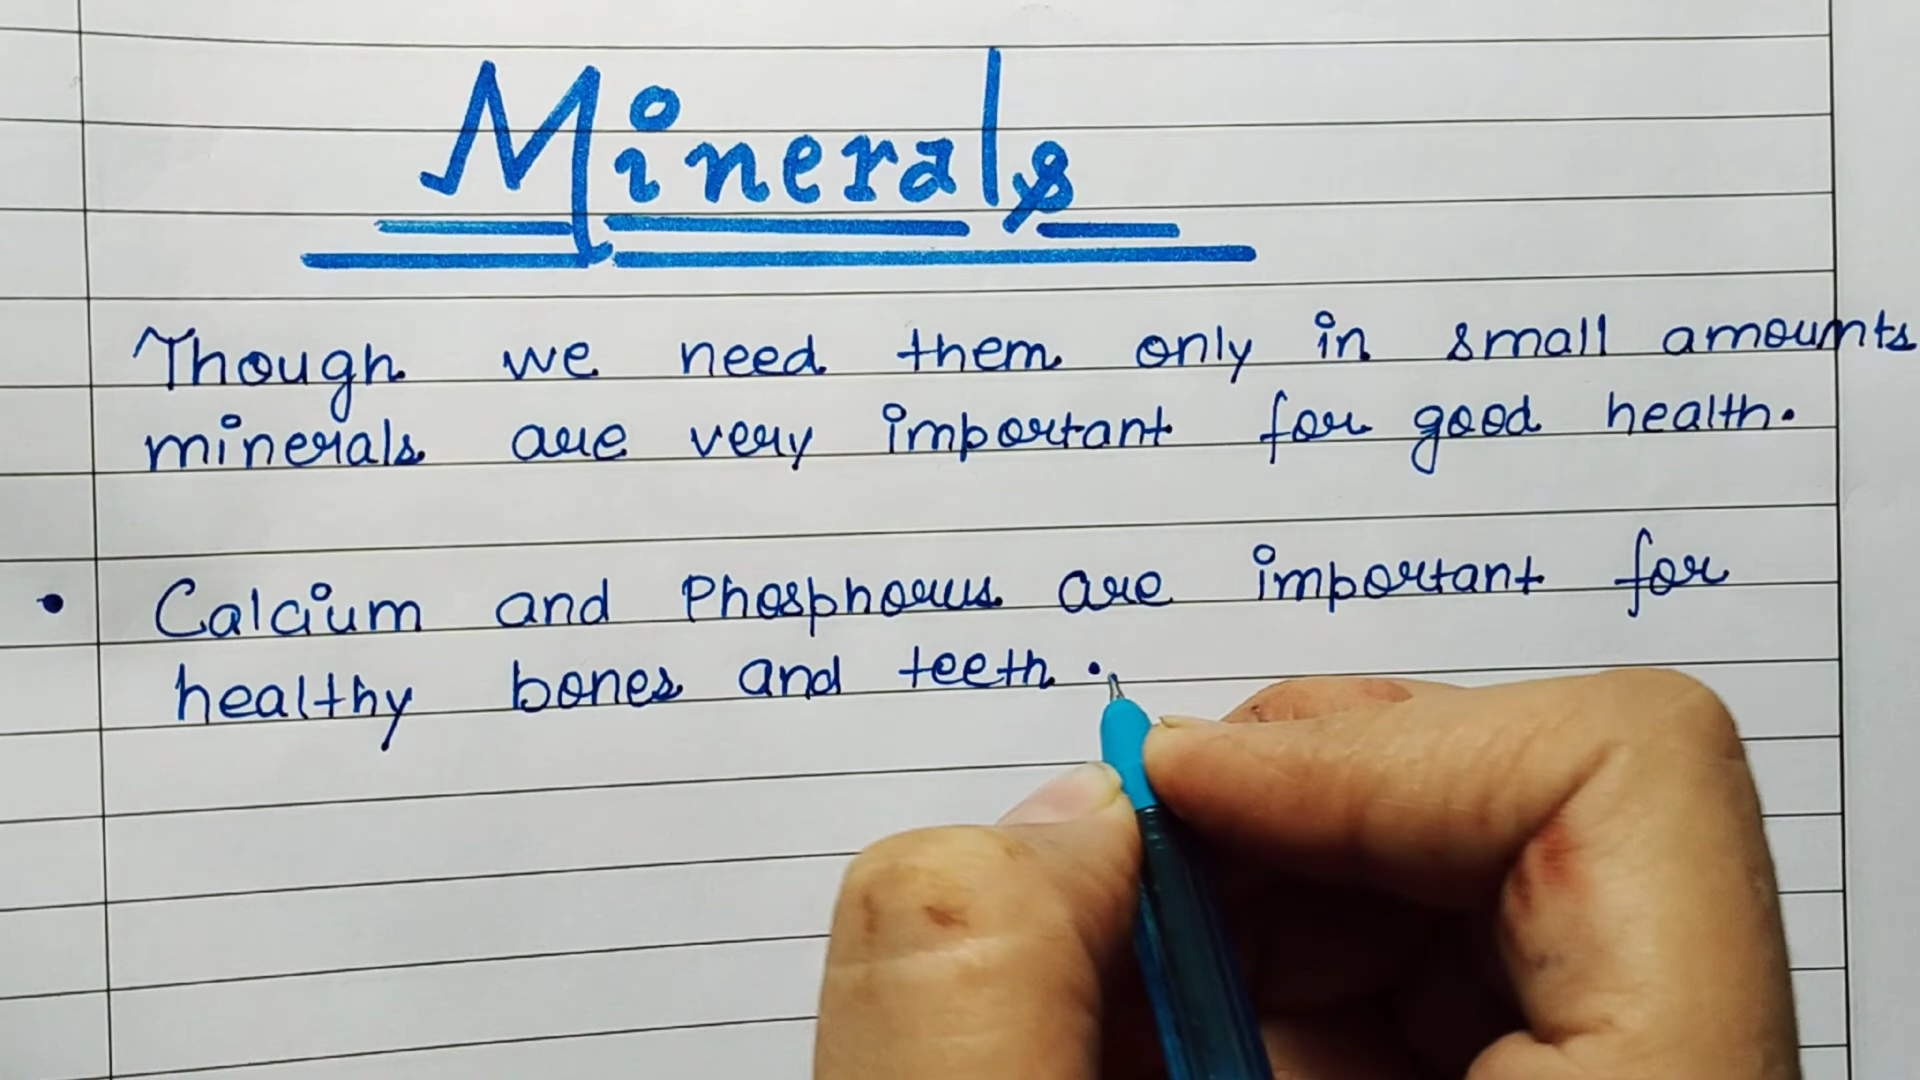 Minerals
Though we need them only in small amounts
minerals are very important for good health.
• Calcium and Phosphorus are important for
healthy bones and teeth.